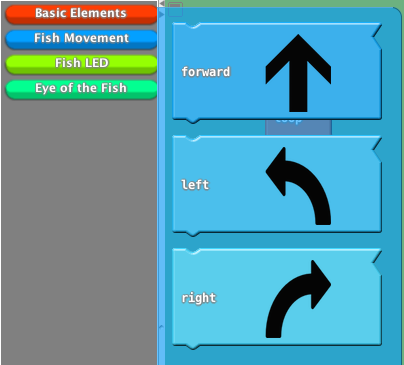 Basic Elements
Fish Movement
Fish LED
Eye of the Fish
forward
left
right